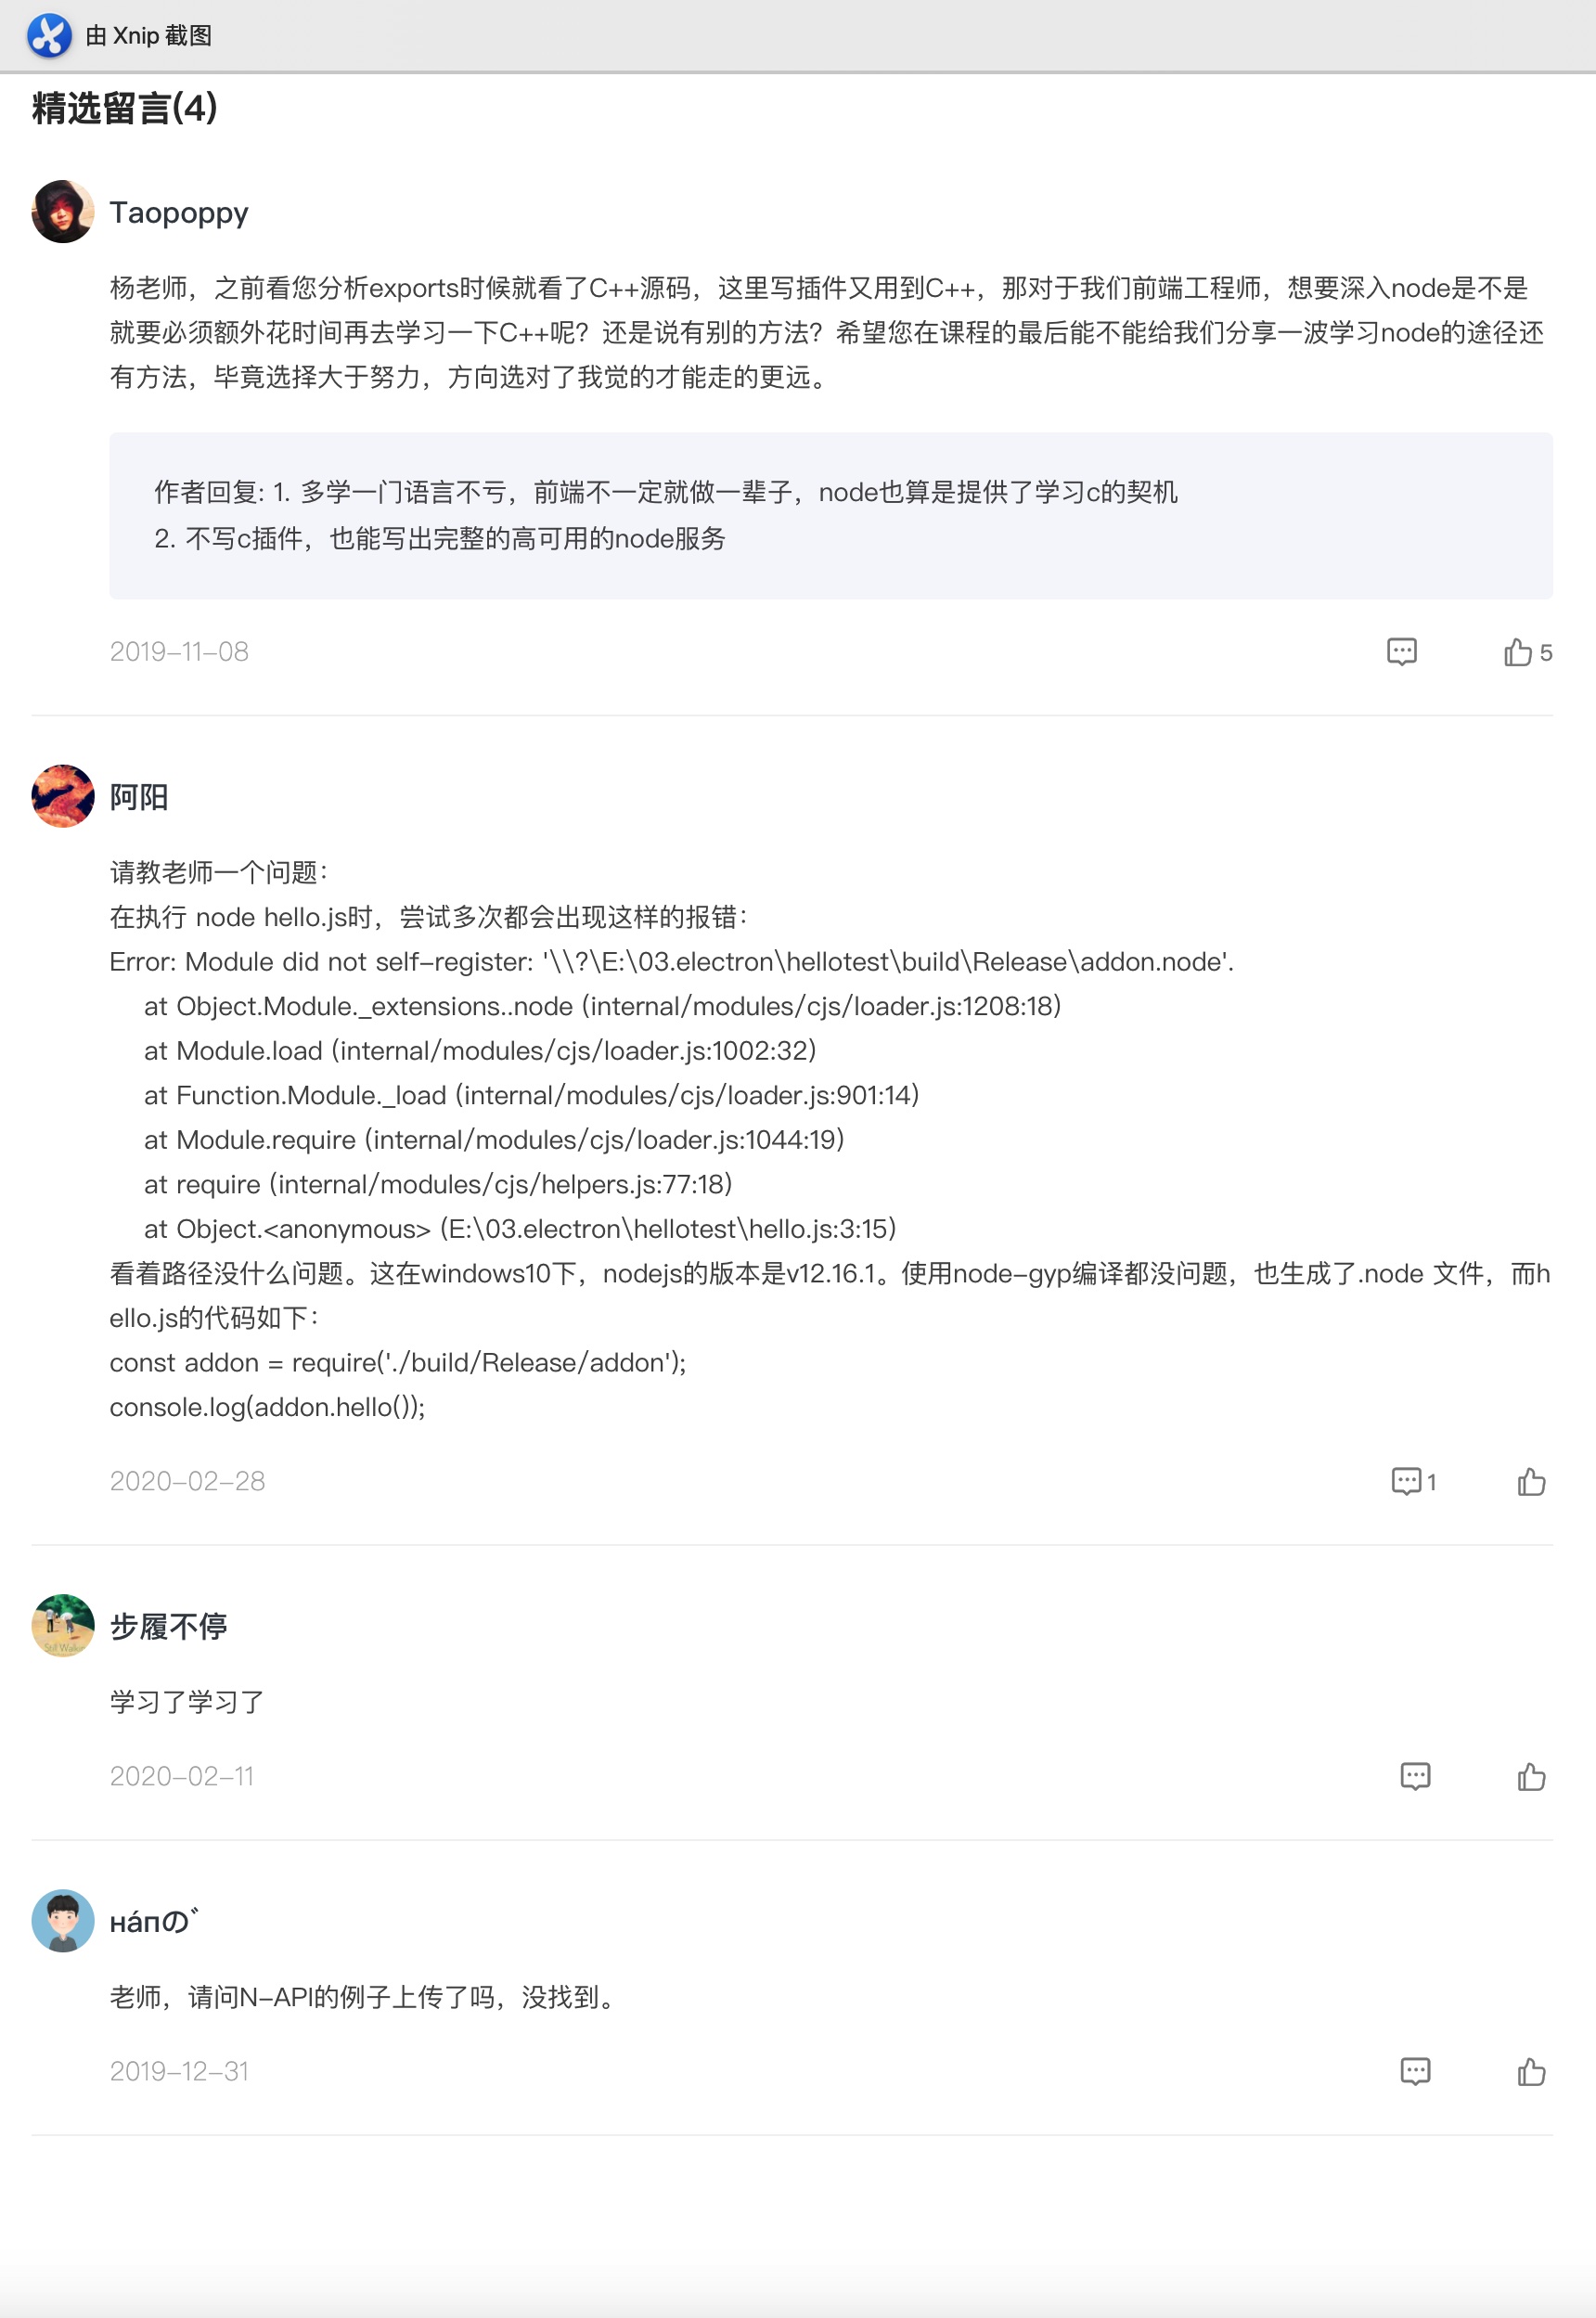 由 Xnip 截图
精选留言(4)
Taopoppy
杨老师，之前看您分析exports时候就看了C++源码，这里写插件又用到C++，那对于我们前端工程师，想要深入node是不是
就要必须额外花时间再去学习一下C++呢？还是说有别的方法？希望您在课程的最后能不能给我们分享一波学习node的途径还
有方法，毕竟选择大于努力，方向选对了我觉的才能走的更远。
作者回复: 1. 多学一门语言不亏，前端不一定就做一辈子，node也算是提供了学习c的契机
2. 不写c插件，也能写出完整的高可用的node服务
2019-11-08
5
阿阳
请教老师一个问题：
在执行 node hello.js时，尝试多次都会出现这样的报错：
Error: Module did not self-register: '\\?\E:\03.electron\hellotest\build\Release\addon.node'.
at Object.Module._extensions..node (internal/modules/cjs/loader.js:1208:18)
at Module.load (internal/modules/cjs/loader.js:1002:32)
at Function.Module._load (internal/modules/cjs/loader.js:901:14)
at Module.require (internal/modules/cjs/loader.js:1044:19)
at require (internal/modules/cjs/helpers.js:77:18)
at Object.<anonymous> (E:\03.electron\hellotest\hello.js:3:15)
看着路径没什么问题。这在windows10下，nodejs的版本是v12.16.1。使用node-gyp编译都没问题，也生成了.node 文件，而h
ello.js的代码如下：
const addon = require('./build/Release/addon');
console.log(addon.hello());
2020-02-28
1
步履不停
学习了学习了
2020-02-11
нáпのﾞ
老师，请问N-API的例子上传了吗，没找到。
2019-12-31